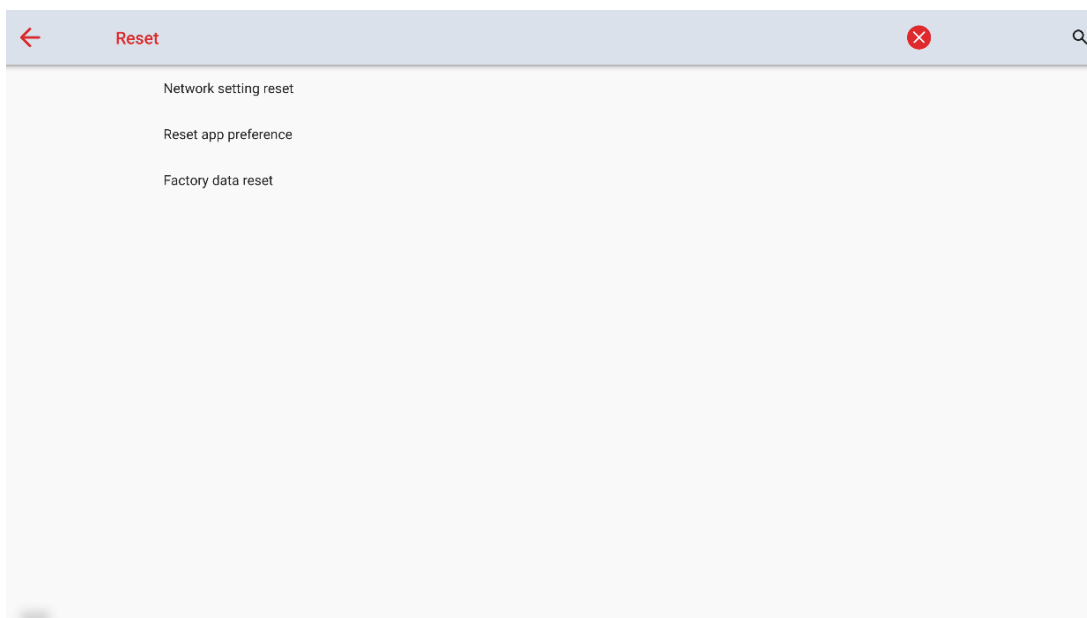 Reset
Network setting reset
Reset app preference
Factory data reset